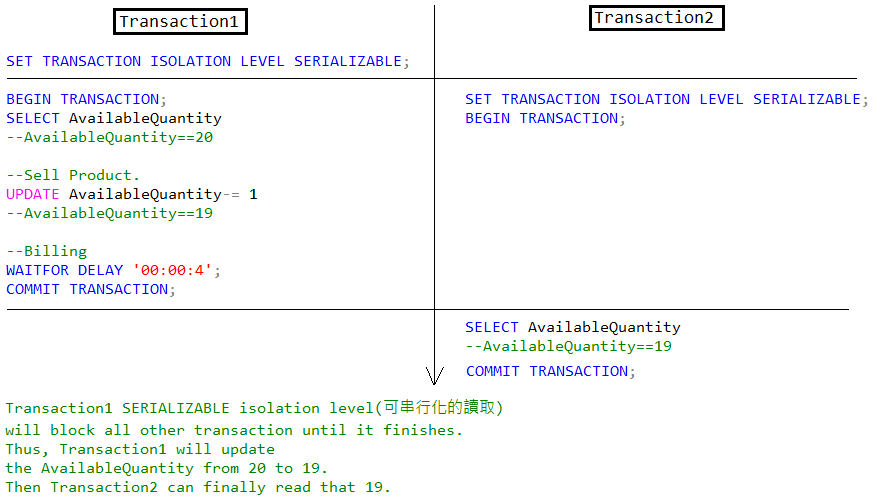 Transaction1
Transaction2
SET TRANSACTION ISOLATION LEVEL SERIALIZABLE;
BEGIN TRANSACTION;
SELECT AvailableQuantity
--AvailableQuantity==20
--Sell Product.
UPDATE AvailableQuantity-= 1
--AvailableQuantity==19
--Billing
WAITFOR DELAY '00:00:4';
COMMIT TRANSACTION;
SET TRANSACTION ISOLATION LEVEL SERIALIZABLE;
BEGIN TRANSACTION;
SELECT AvailableQuantity
--AvailableQuantity==19
COMMIT TRANSACTION;
Transaction1 SERIALIZABLE isolation level(可串行化的讀取)
will block all other transaction until it finishes.
Thus, Transaction1 will update
the AvailableQuantity from 20 to 19.
Then Transaction2 can finally read that 19.